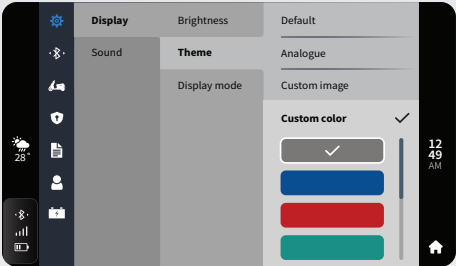 Display
Sound
Brightness
Theme
Display mode
Default
Analogue
Custom image
Custom color
28°
12
49
AM